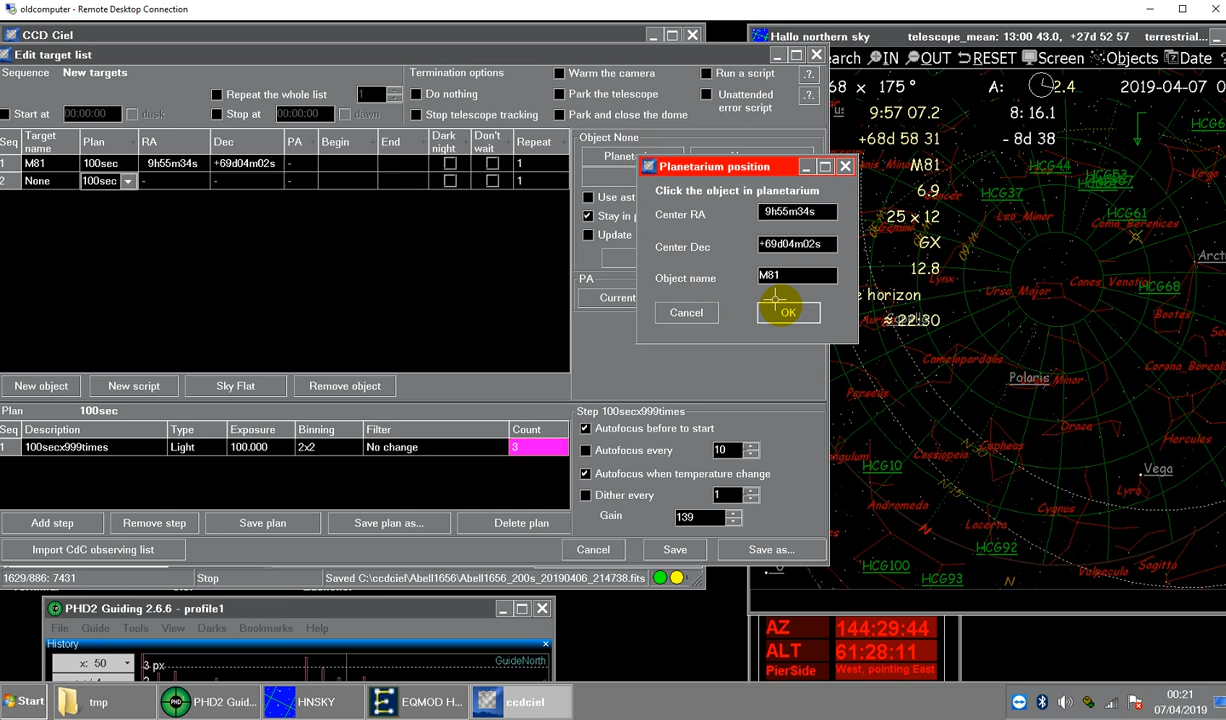 oldcomputer - Remote Desktop Connection
CCD Ciel
Edit target list
Sequence New targets
Repeat the whole list 1
Start at 00:00:00 dusk Stop at 00:00:00 dawn
Termination options
Do nothing
Stop telescope tracking
Warm the camera
Park the telescope
Park and close the dome
Run a script .?.
Unattended error script .?.
Seq Target name Plan RA Dec PA Begin End Dark night Don't wait Repeat
1 M81 100sec 9h55m34s +69d04m02s - 1
2 None 100sec - - - 1
New object New script Sky Flat Remove object
Object None
Planet
Use ast
Stay in p
Update
PA
Current
Planetarium position
Click the object in planetarium
Center RA 9h55m34s
Center Dec +69d04m02s
Object name M81
Cancel OK
Plan 100sec
Seq Description Type Exposure Binning Filter Count
1 100secx999times Light 100.000 2x2 No change 3
Add step Remove step Save plan Save plan as... Delete plan
Step 100secx999times
Autofocus before to start
Autofocus every 10
Autofocus when temperature change
Dither every 1
Gain 139
Import CdC observing list Cancel Save Save as...
1629/886: 7431 Stop Saved C:\ccdciel\Abell1656\Abell1656_200s_20190406_214738.fits
PHD2 Guiding 2.6.6 - profile1
File Guide Tools View Darks Bookmarks Help
History
x: 50
3 px
GuideNorth
2
Hallo northern sky telescope_mean: 13:00 43.0, +27d 52 57 terrestrial...
earch IN OUT RESET Screen Objects Date
68 x 175 ° A: 2.4 2019-04-07
9:57 07.2 8: 16.1
+68d 58 31 - 8d 38
M81
6.9
25 x 12
GX
12.8
e horizon
≈ 22:30
HCG44
HCG37
HCG61
HCG68
HCG10
HCG92
HCG100
HCG93
Virgo
Leo_Minor
Coma_Berenices
Arct
Lynx
Ursa_Major
Canes_Venatici
Bootes
Camelopardalis
Corona_Boreal
Polaris Minor
Perseus
Hercules
Cassiopeia
Cepheus
Draco
Vega
Lyra
Andromeda
Cygnus
Lacerta
Vulpecula
Sagitta
N
AZ 144:29:44
ALT 61:28:11
PierSide West, pointing East
Start tmp PHD2 Guid... HNSKY EQMOD H... ccdciel
00:21
07/04/2019